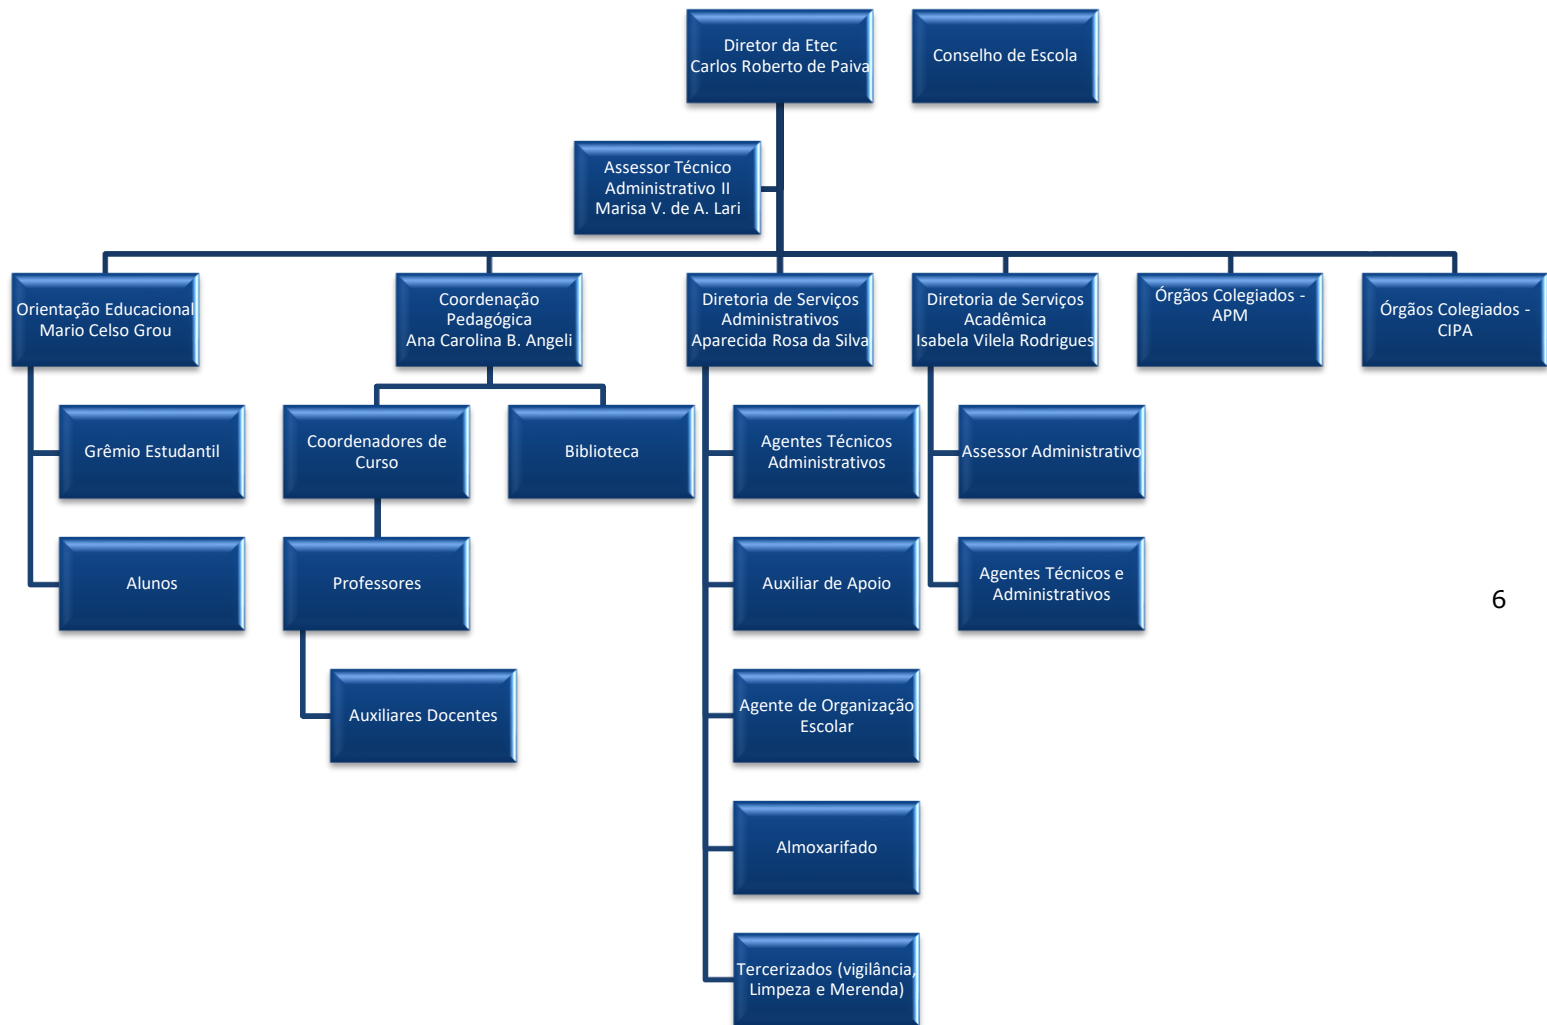 Diretor da Etec
Carlos Roberto de Paiva
Conselho de Escola
Assessor Técnico
Administrativo II
Marisa V. de A. Lari
Orientação Educacional
Mario Celso Grou
Coordenação
Pedagógica
Ana Carolina B. Angeli
Diretoria de Serviços
Administrativos
Aparecida Rosa da Silva
Diretoria de Serviços
Acadêmica
Isabela Vilela Rodrigues
Órgãos Colegiados -
APM
Órgãos Colegiados -
CIPA
Grêmio Estudantil
Coordenadores de
Curso
Biblioteca
Agentes Técnicos
Administrativos
Assessor Administrativo
Alunos
Professores
Auxiliar de Apoio
Agentes Técnicos e
Administrativos
6
Auxiliares Docentes
Agente de Organização
Escolar
Almoxarifado
Tercerizados (vigilância,
Limpeza e Merenda)